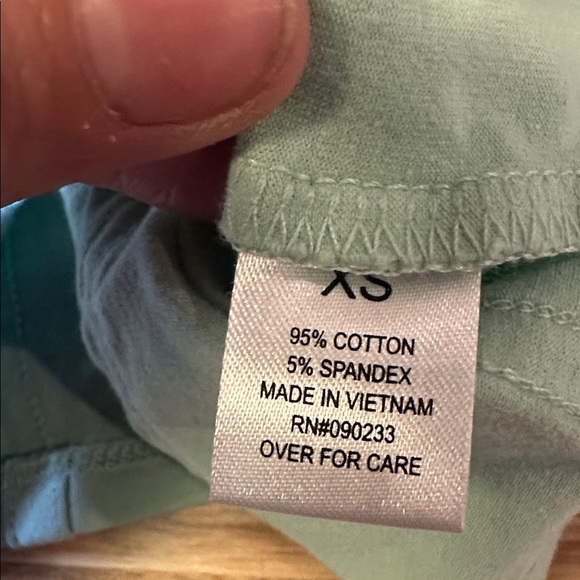 XS
95% COTTON
5% SPANDEX
MADE IN VIETNAM
RN#090233
OVER FOR CARE